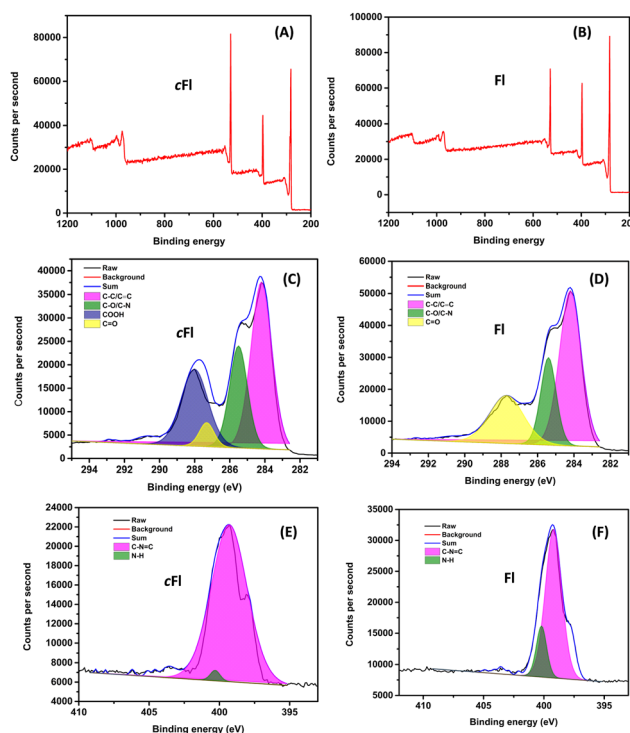 (A)
cFl
Counts per second
80000
60000
40000
20000
0
1200 1000 800 600 400 200
Binding energy
(B)
Fl
Counts per second
100000
80000
60000
40000
20000
0
1200 1000 800 600 400 200
Binding energy
(C)
cFl
Raw
Background
Sum
C-C/C=C
C-O/C-N
COOH
C=O
Counts per second
40000
35000
30000
25000
20000
15000
10000
5000
0
294 292 290 288 286 284 282
Binding energy (eV)
(D)
Fl
Raw
Background
Sum
C-C/C=C
C-O/C-N
C=O
Counts per second
60000
50000
40000
30000
20000
10000
0
294 292 290 288 286 284 282
Binding energy (eV)
(E)
cFl
Raw
Background
Sum
C-N=C
N-H
Counts per second
24000
22000
20000
18000
16000
14000
12000
10000
8000
6000
4000
410 405 400 395
Binding energy (eV)
(F)
Fl
Raw
Background
Sum
C-N=C
N-H
Counts per second
35000
30000
25000
20000
15000
10000
5000
410 405 400 395
Binding energy (eV)